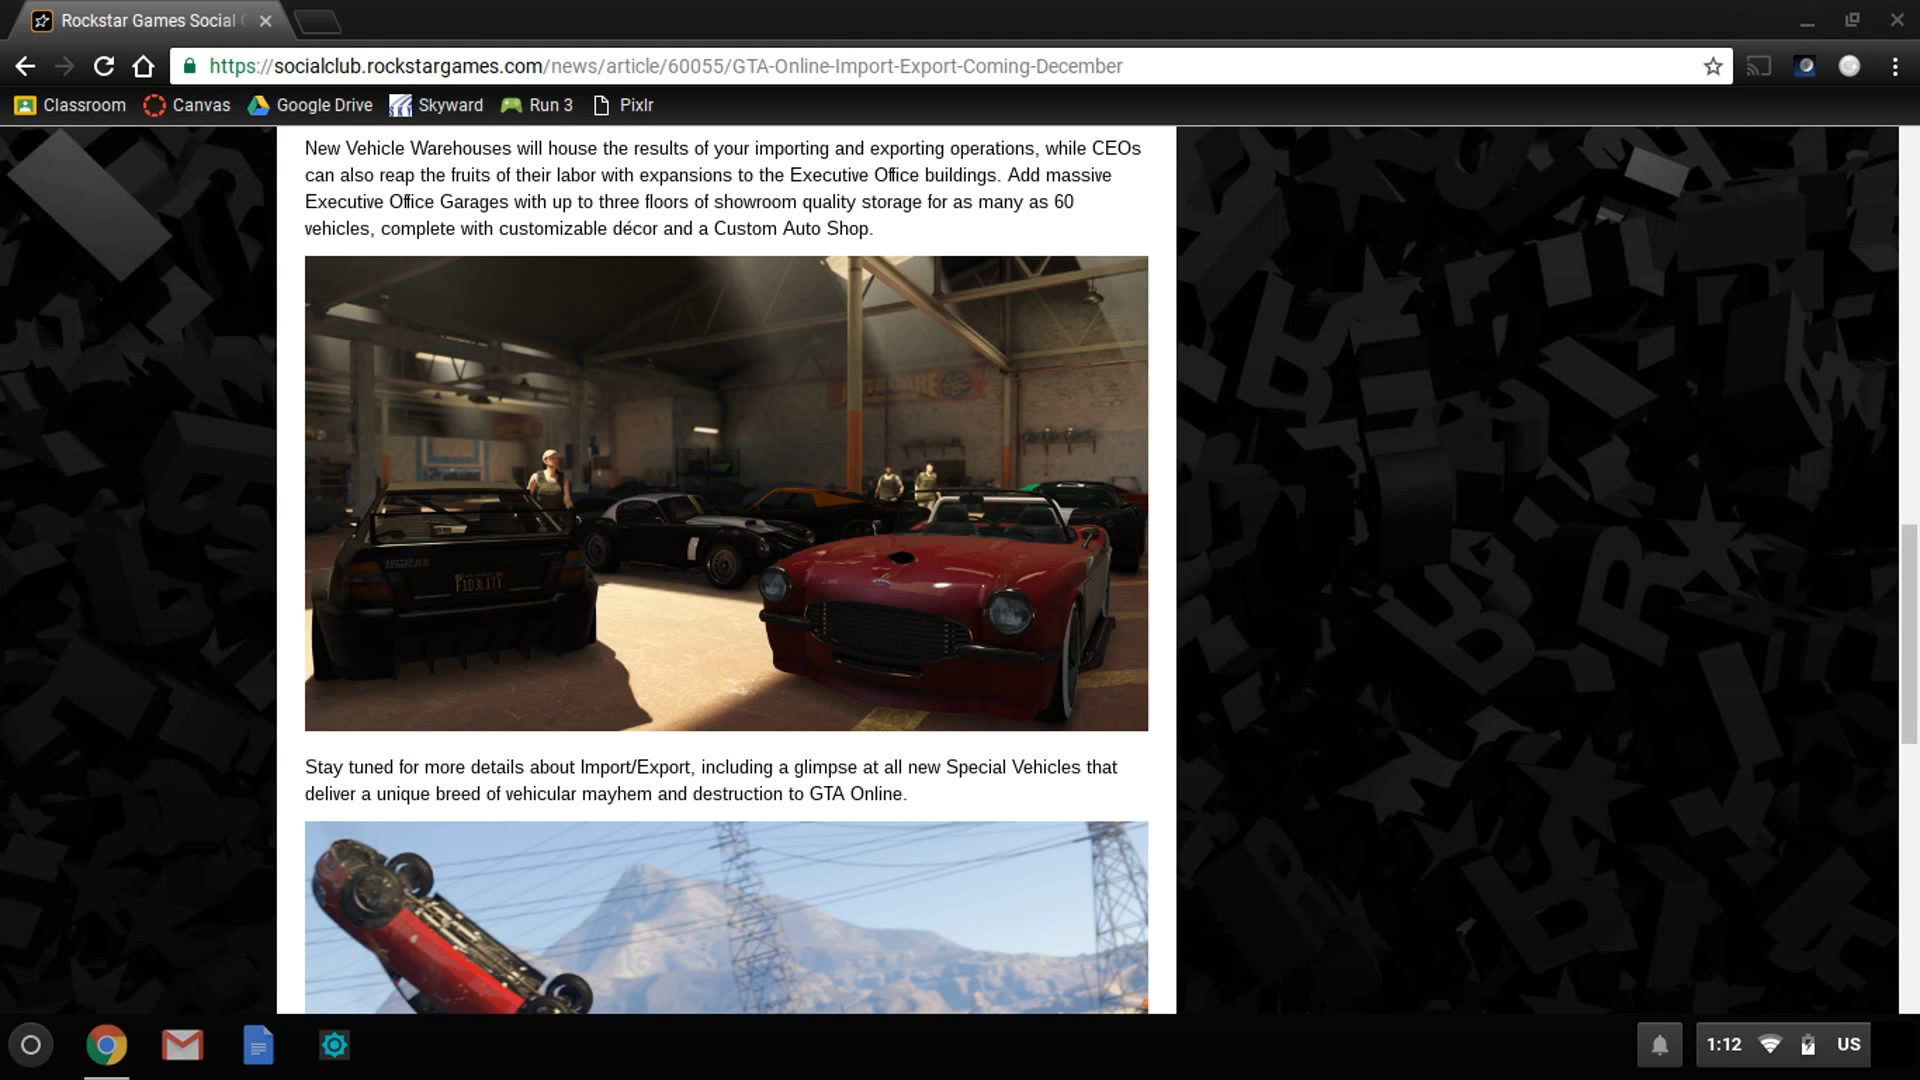 Rockstar Games Social
https://socialclub.rockstargames.com/news/article/60055/GTA-Online-Import-Export-Coming-December
Classroom Canvas Google Drive Skyward Run 3 Pixlr
New Vehicle Warehouses will house the results of your importing and exporting operations, while CEOs
can also reap the fruits of their labor with expansions to the Executive Office buildings. Add massive
Executive Office Garages with up to three floors of showroom quality storage for as many as 60
vehicles, complete with customizable décor and a Custom Auto Shop.
AUTOCARE
F1D3L1TY
Stay tuned for more details about Import/Export, including a glimpse at all new Special Vehicles that
deliver a unique breed of vehicular mayhem and destruction to GTA Online.
1:12 US